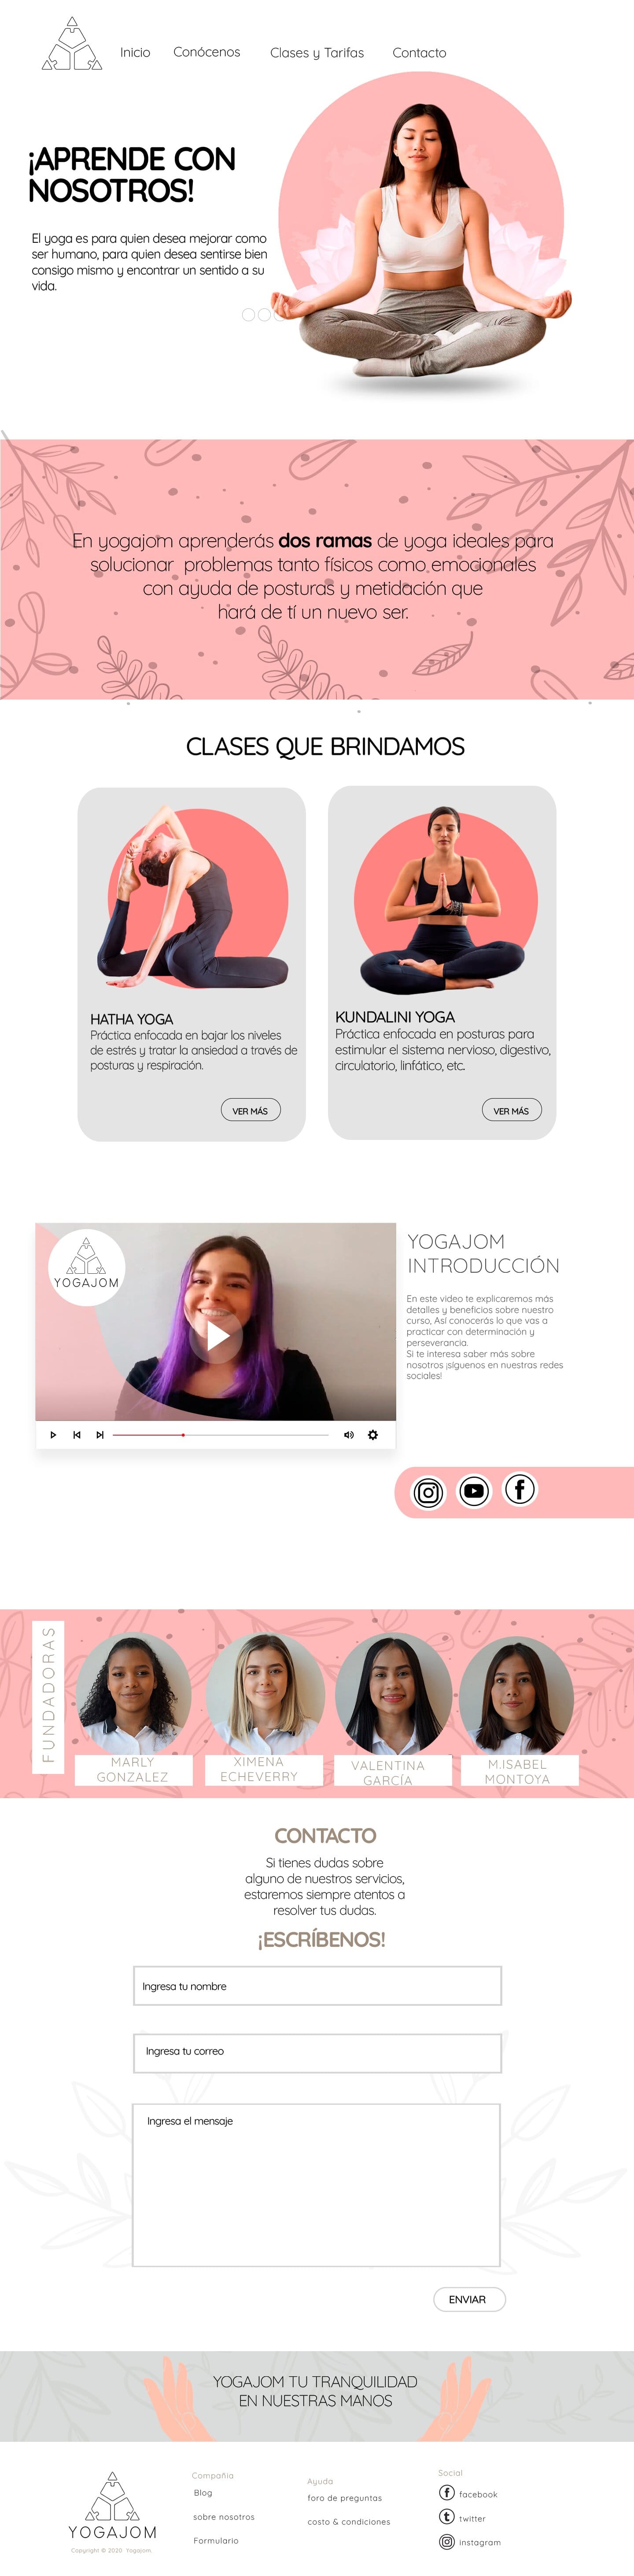 Inicio
Conócenos
Clases y Tarifas
Contacto
¡APRENDE CON
NOSOTROS!
El yoga es para quien desea mejorar como
ser humano, para quien desea sentirse bien
consigo mismo y encontrar un sentido a su
vida.
En yogajom aprenderás dos ramas de yoga ideales para
solucionar problemas tanto físicos como emocionales
con ayuda de posturas y metidación que
hará de tí un nuevo ser.
CLASES QUE BRINDAMOS
HATHA YOGA
Práctica enfocada en bajar los niveles
de estrés y tratar la ansiedad a través de
posturas y respiración.
VER MÁS
KUNDALINI YOGA
Práctica enfocada en posturas para
estimular el sistema nervioso, digestivo,
circulatorio, linfático, etc.
VER MÁS
YOGAJOM
YOGAJOM
INTRODUCCIÓN
En este video te explicaremos más
detalles y beneficios sobre nuestro
curso, Así conocerás lo que vas a
practicar con determinación y
perseverancia.
Si te interesa saber más sobre
nosotros ¡síguenos en nuestras redes
sociales!
FUNDADORAS
MARLY
GONZALEZ
XIMENA
ECHEVERRY
VALENTINA
GARCÍA
M.ISABEL
MONTOYA
CONTACTO
Si tienes dudas sobre
alguno de nuestros servicios,
estaremos siempre atentos a
resolver tus dudas.
¡ESCRÍBENOS!
Ingresa tu nombre
Ingresa tu correo
Ingresa el mensaje
ENVIAR
YOGAJOM TU TRANQUILIDAD
EN NUESTRAS MANOS
YOGAJOM
Copyright © 2020 Yogajom.
Compañia
Blog
sobre nosotros
Formulario
Ayuda
foro de preguntas
costo & condiciones
Social
facebook
twitter
instagram